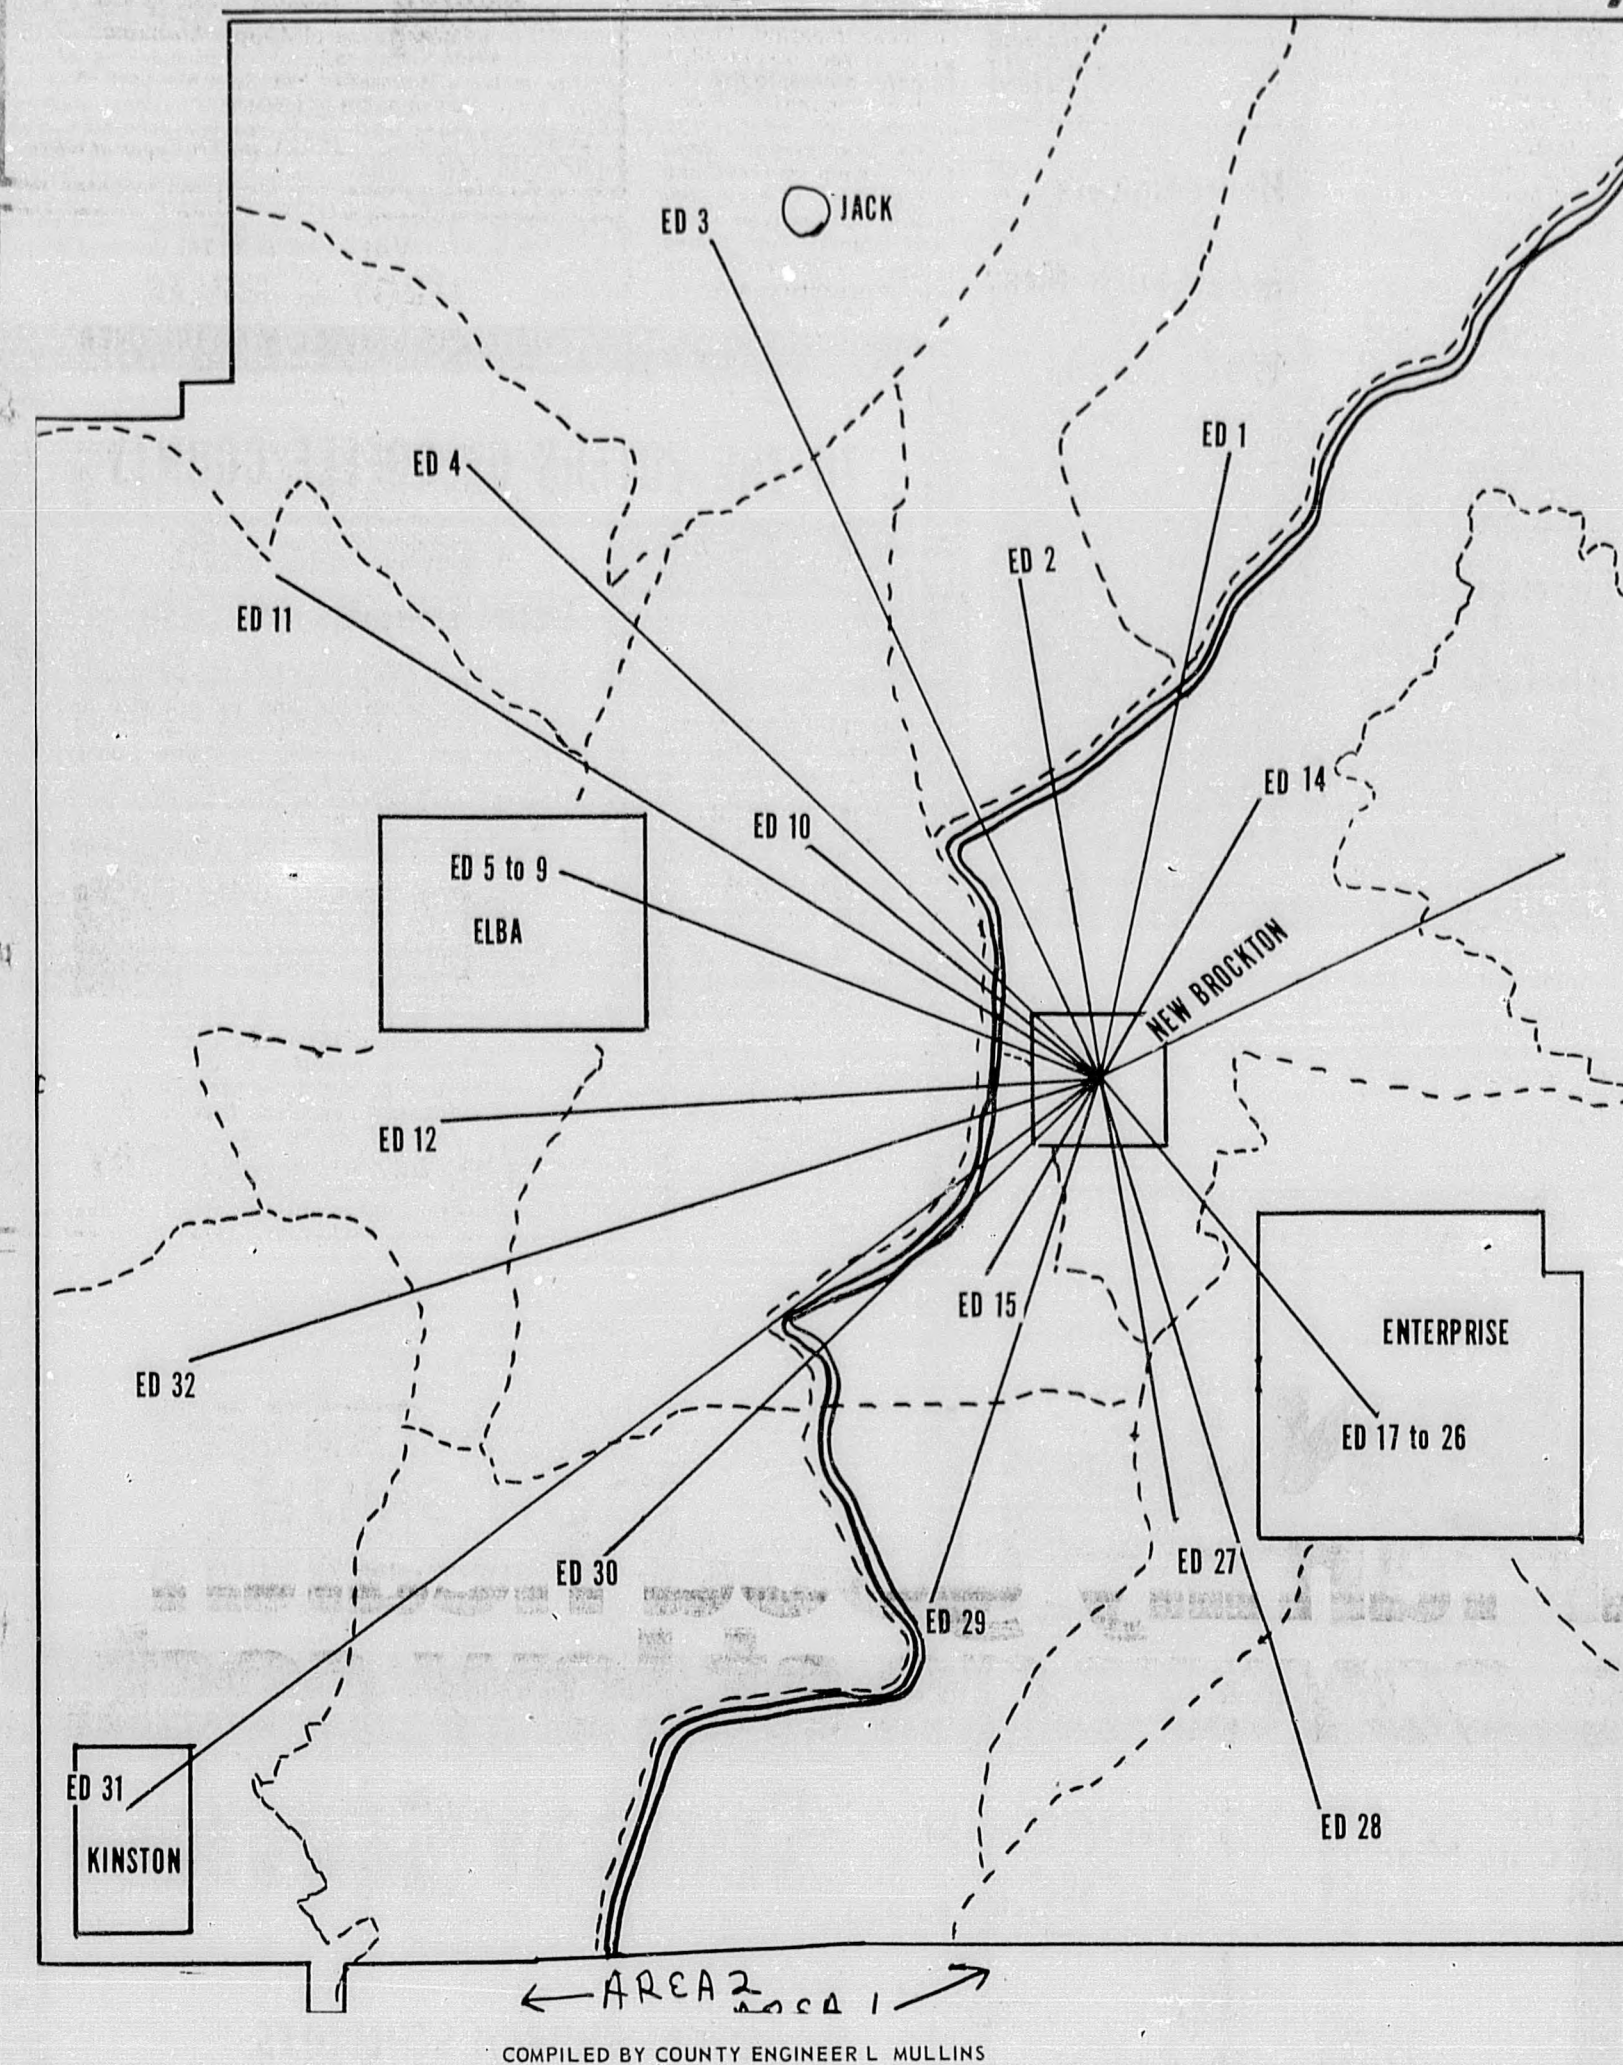 JACK
ED 3
ED 1
ED 4
ED 2
ED 11
ED 14
ED 10
ED 5 to 9
ELBA
NEW BROCKTON
ED 12
ED 15
ENTERPRISE
ED 32
ED 17 to 26
ED 27
ED 30
ED 29
ED 31
ED 28
KINSTON
AREA 2
AREA 1
COMPILED BY COUNTY ENGINEER L MULLINS